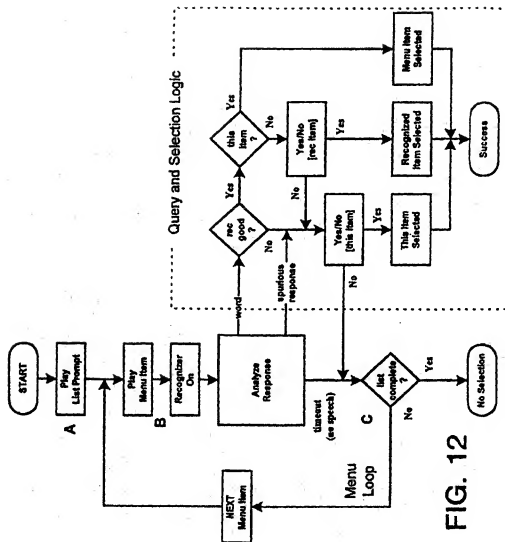 START
Play
List Prompt
A
Play
Menu Item
B
Recognizer
On
Analyze
Response
word
spurious
response
timeout
(no speech)
C
list
complete
?
No
Yes
No Selection
Menu
Loop
NEXT
Menu Item
Query and Selection Logic
rec
good
?
Yes
No
this
item
?
Yes
No
Yes/No
[rec item]
No
Yes
Yes/No
[this item]
No
Yes
This Item
Selected
Recognized
Item Selected
Menu Item
Selected
Success
FIG. 12